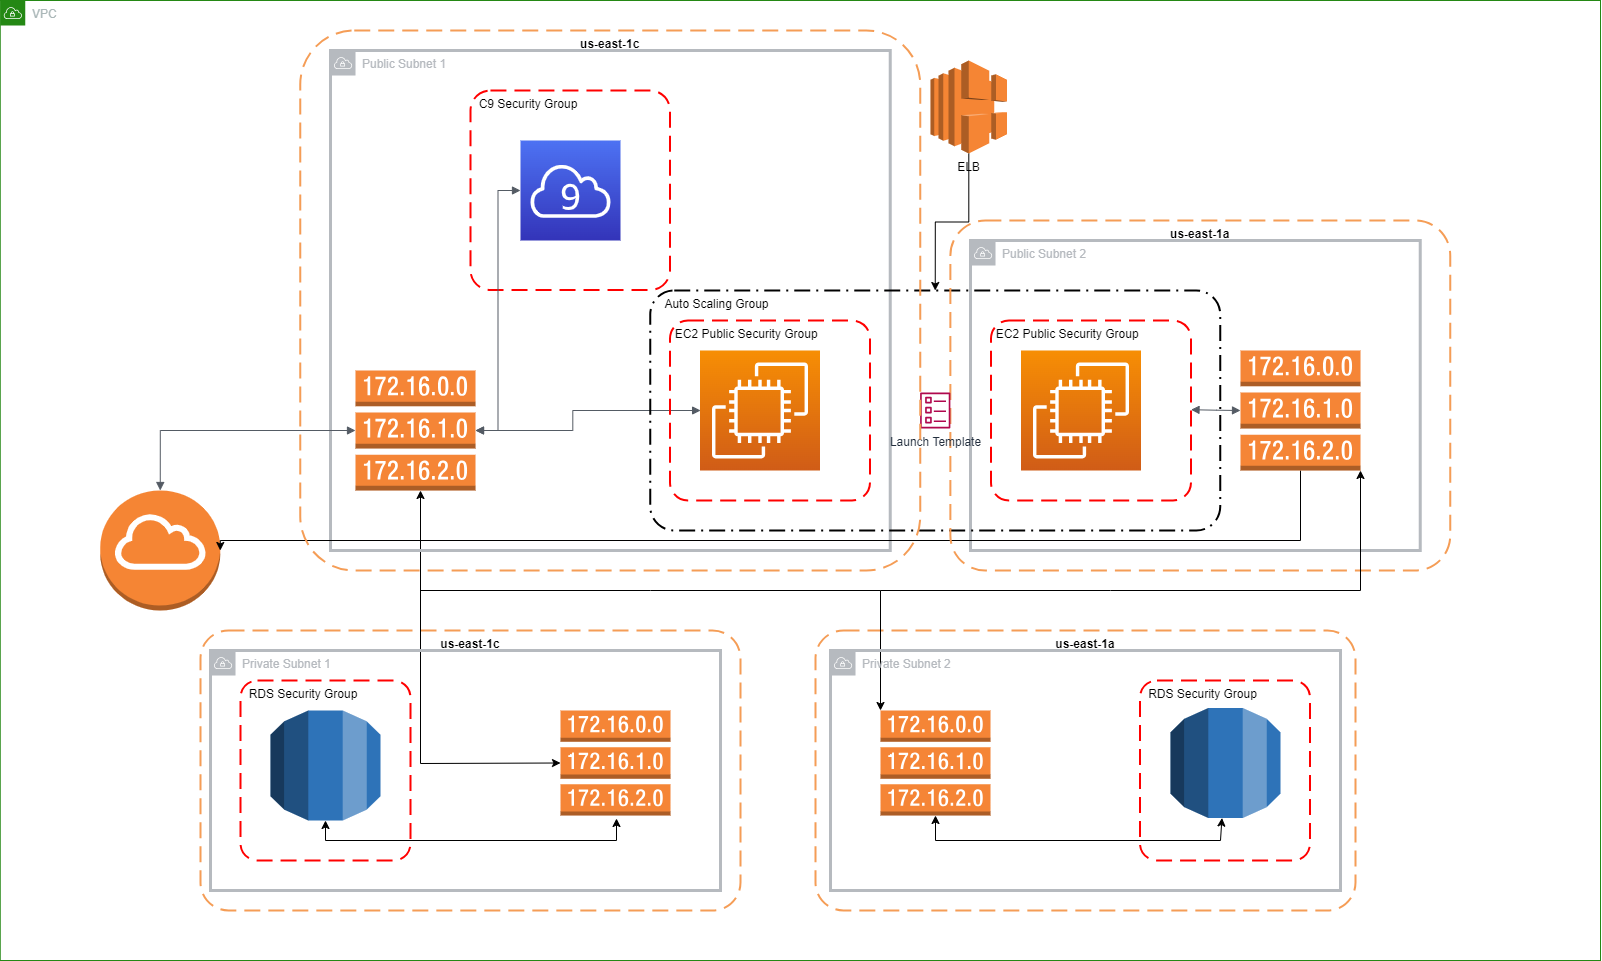 VPC
us-east-1c
Public Subnet 1
C9 Security Group
9
ELB
us-east-1a
Public Subnet 2
Auto Scaling Group
EC2 Public Security Group
EC2 Public Security Group
172.16.0.0
172.16.1.0
172.16.2.0
Launch Template
172.16.0.0
172.16.1.0
172.16.2.0
us-east-1c
Private Subnet 1
RDS Security Group
172.16.0.0
172.16.1.0
172.16.2.0
us-east-1a
Private Subnet 2
RDS Security Group
172.16.0.0
172.16.1.0
172.16.2.0